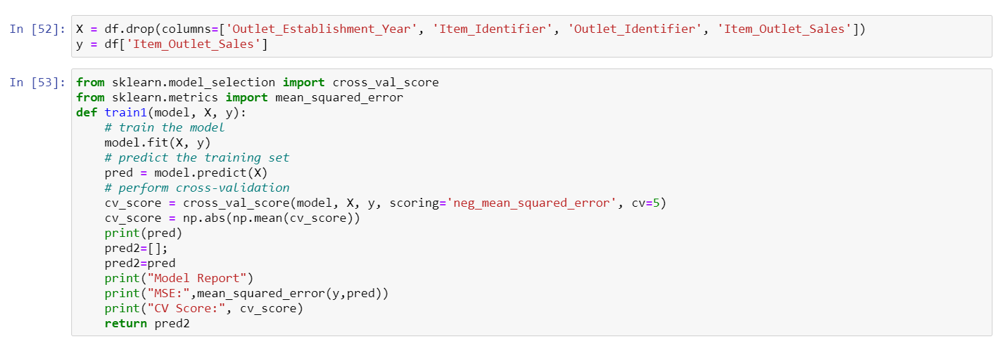 In [52]: X = df.drop(columns=['Outlet_Establishment_Year', 'Item_Identifier', 'Outlet_Identifier', 'Item_Outlet_Sales'])
y = df['Item_Outlet_Sales']
In [53]: from sklearn.model_selection import cross_val_score
from sklearn.metrics import mean_squared_error
def train1(model, X, y):
    # train the model
    model.fit(X, y)
    # predict the training set
    pred = model.predict(X)
    # perform cross-validation
    cv_score = cross_val_score(model, X, y, scoring='neg_mean_squared_error', cv=5)
    cv_score = np.abs(np.mean(cv_score))
    print(pred)
    pred2=[];
    pred2=pred
    print("Model Report")
    print("MSE:",mean_squared_error(y,pred))
    print("CV Score:", cv_score)
    return pred2